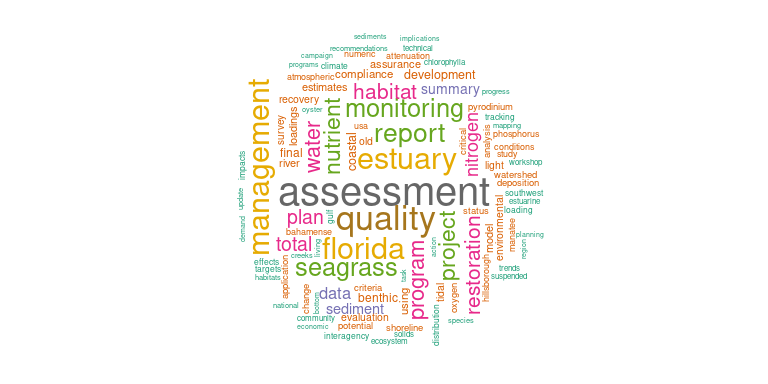 sediments
implications
recommendations
technical
campaign
numeric
attenuation
programs
climate
assurance
chlorophylla
atmospheric
compliance
development
management
estimates
habitat
summary
progress
recovery
oyster
nutrient
monitoring
pyrodinium
survey
loadings
water
usa
report
nitrogen
tracking
mapping
coastal
old
critical
analysis
phosphorus
final
estuary
conditions
study
river
light
workshop
impacts
watershed
assessment
deposition
update
southwest
estuarine
plan
gulf
quality
status
loading
demand
bahamense
project
restoration
model
environmental
manatee
planning
total
living
florida
action
region
effects
creeks
seagrass
program
hillsborough
trends
targets
habitats
application
task
suspended
change
bottom
data
criteria
benthic
using
tidal
oxygen
national
sediment
distribution
community
evaluation
species
economic
potential
shoreline
interagency
solids
ecosystem